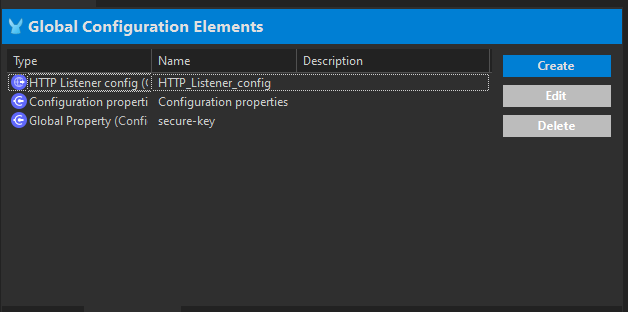 Global Configuration Elements
Type Name Description
HTTP Listener config (C HTTP_Listener_config
Configuration properti Configuration properties
Global Property (Confi secure-key
Create
Edit
Delete